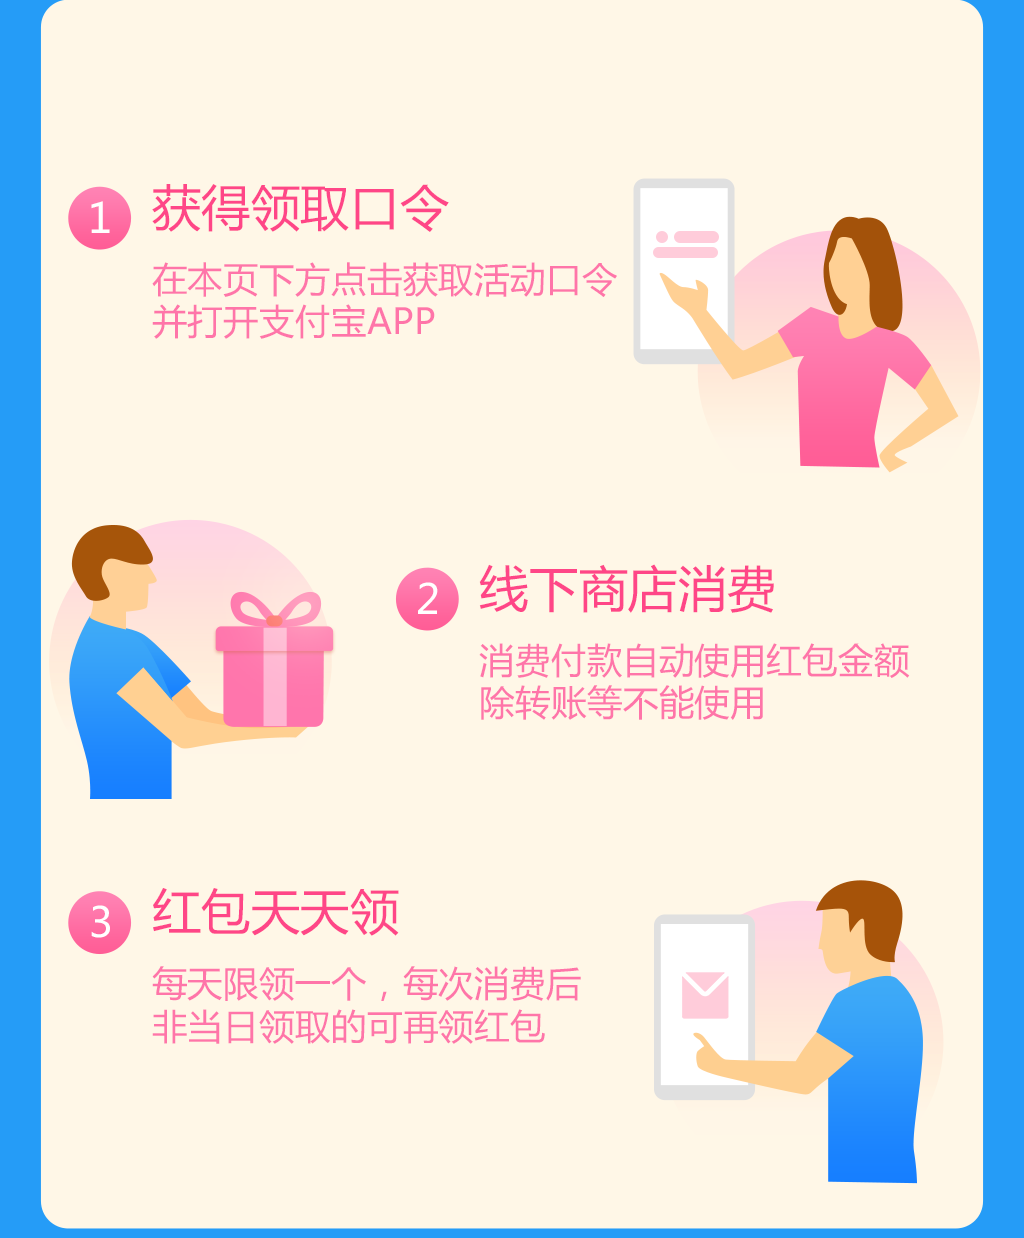 1
获得领取口令
在本页下方点击获取活动口令
并打开支付宝APP
2
线下商店消费
消费付款自动使用红包金额
除转账等不能使用
3
红包天天领
每天限领一个，每次消费后
非当日领取的可再领红包